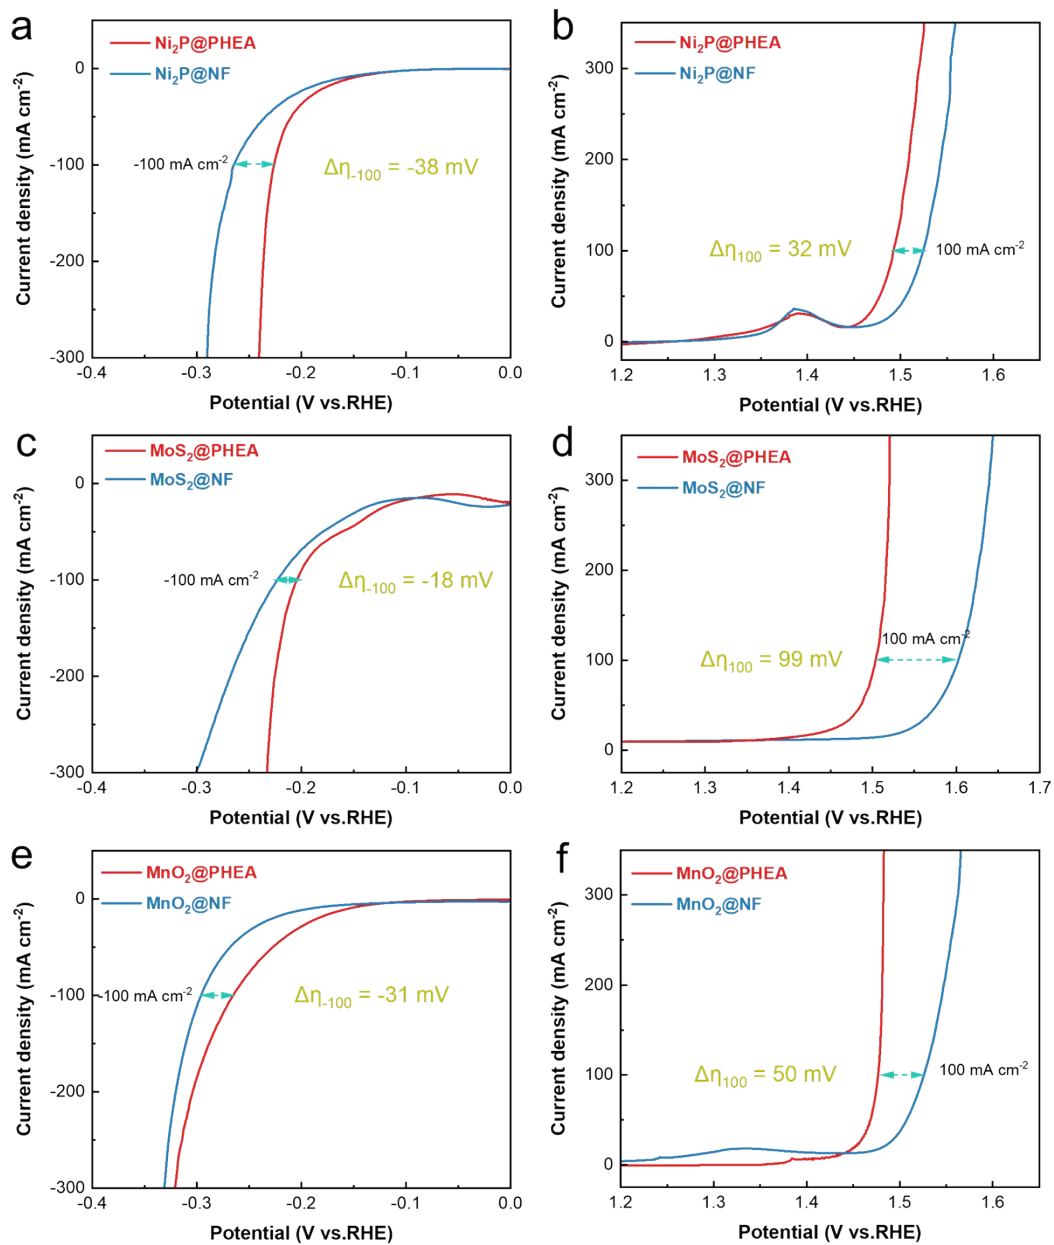 a
Ni₂P@PHEA
Ni₂P@NF
0
-100
-200
-300
-100 mA cm⁻²
Δη₋₁₀₀ = -38 mV
Current density (mA cm⁻²)
-0.4
-0.3
-0.2
-0.1
0.0
Potential (V vs.RHE)
b
Ni₂P@PHEA
Ni₂P@NF
300
200
100
0
Δη₁₀₀ = 32 mV
100 mA cm⁻²
Current density (mA cm⁻²)
1.2
1.3
1.4
1.5
1.6
Potential (V vs.RHE)
c
MoS₂@PHEA
MoS₂@NF
0
-100
-200
-300
-100 mA cm⁻²
Δη₋₁₀₀ = -18 mV
Current density (mA cm⁻²)
-0.4
-0.3
-0.2
-0.1
0.0
Potential (V vs.RHE)
d
MoS₂@PHEA
MoS₂@NF
300
200
100
0
100 mA cm⁻²
Δη₁₀₀ = 99 mV
Current density (mA cm⁻²)
1.2
1.3
1.4
1.5
1.6
1.7
Potential (V vs.RHE)
e
MnO₂@PHEA
MnO₂@NF
0
-100
-200
-300
-100 mA cm⁻²
Δη₋₁₀₀ = -31 mV
Current density (mA cm⁻²)
-0.4
-0.3
-0.2
-0.1
0.0
Potential (V vs.RHE)
f
MnO₂@PHEA
MnO₂@NF
300
200
100
0
Δη₁₀₀ = 50 mV
100 mA cm⁻²
Current density (mA cm⁻²)
1.2
1.3
1.4
1.5
1.6
Potential (V vs.RHE)